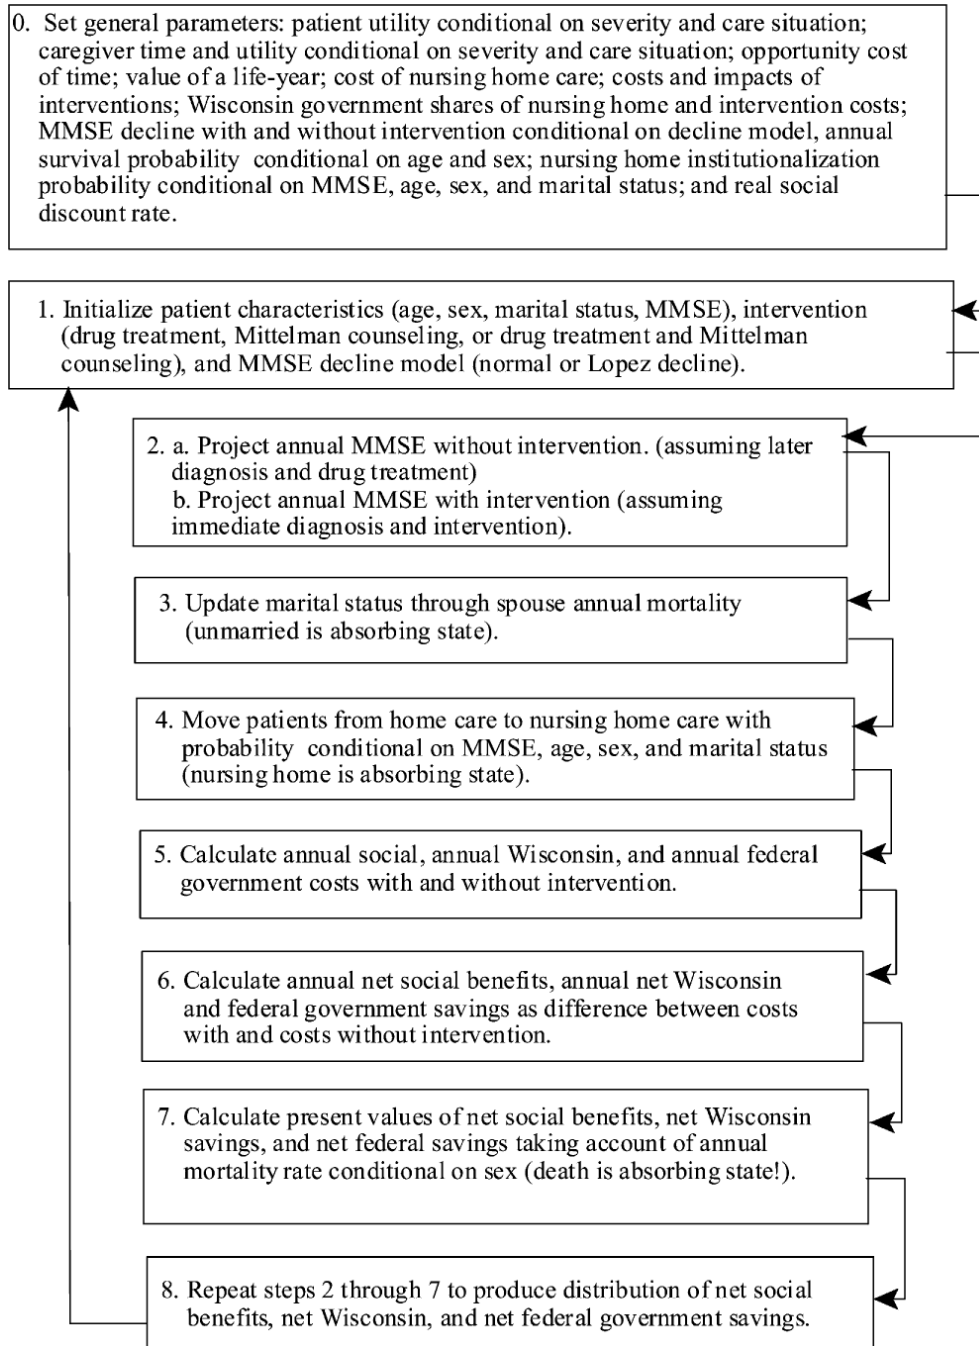 0. Set general parameters: patient utility conditional on severity and care situation;
caregiver time and utility conditional on severity and care situation; opportunity cost
of time; value of a life-year; cost of nursing home care; costs and impacts of
interventions; Wisconsin government shares of nursing home and intervention costs;
MMSE decline with and without intervention conditional on decline model, annual
survival probability conditional on age and sex; nursing home institutionalization
probability conditional on MMSE, age, sex, and marital status; and real social
discount rate.
1. Initialize patient characteristics (age, sex, marital status, MMSE), intervention
(drug treatment, Mittelman counseling, or drug treatment and Mittelman
counseling), and MMSE decline model (normal or Lopez decline).
2. a. Project annual MMSE without intervention. (assuming later
diagnosis and drug treatment)
b. Project annual MMSE with intervention (assuming
immediate diagnosis and intervention).
3. Update marital status through spouse annual mortality
(unmarried is absorbing state).
4. Move patients from home care to nursing home care with
probability conditional on MMSE, age, sex, and marital status
(nursing home is absorbing state).
5. Calculate annual social, annual Wisconsin, and annual federal
government costs with and without intervention.
6. Calculate annual net social benefits, annual net Wisconsin
and federal government savings as difference between costs
with and costs without intervention.
7. Calculate present values of net social benefits, net Wisconsin
savings, and net federal savings taking account of annual
mortality rate conditional on sex (death is absorbing state!).
8. Repeat steps 2 through 7 to produce distribution of net social
benefits, net Wisconsin, and net federal government savings.